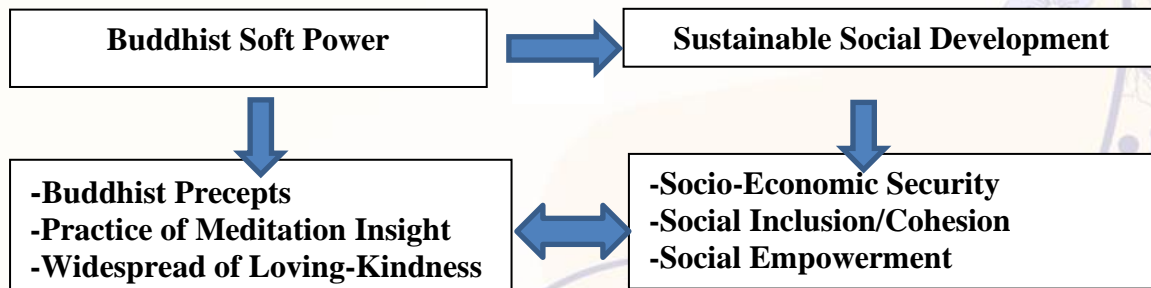 Buddhist Soft Power
Sustainable Social Development
-Buddhist Precepts
-Practice of Meditation Insight
-Widespread of Loving-Kindness
-Socio-Economic Security
-Social Inclusion/Cohesion
-Social Empowerment